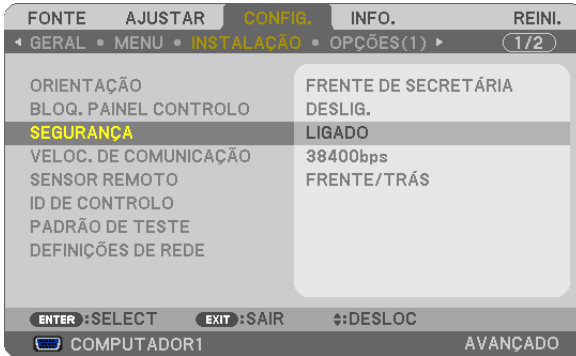 FONTE AJUSTAR CONFIG. INFO. REINI.
GERAL • MENU • INSTALAÇÃO • OPÇÕES(1) 1/2
ORIENTAÇÃO FRENTE DE SECRETÁRIA
BLOQ. PAINEL CONTROLO DESLIG.
SEGURANÇA LIGADO
VELOC. DE COMUNICAÇÃO 38400bps
SENSOR REMOTO FRENTE/TRÁS
ID DE CONTROLO
PADRÃO DE TESTE
DEFINIÇÕES DE REDE
ENTER :SELECT EXIT :SAIR :DESLOC
COMPUTADOR1 AVANÇADO